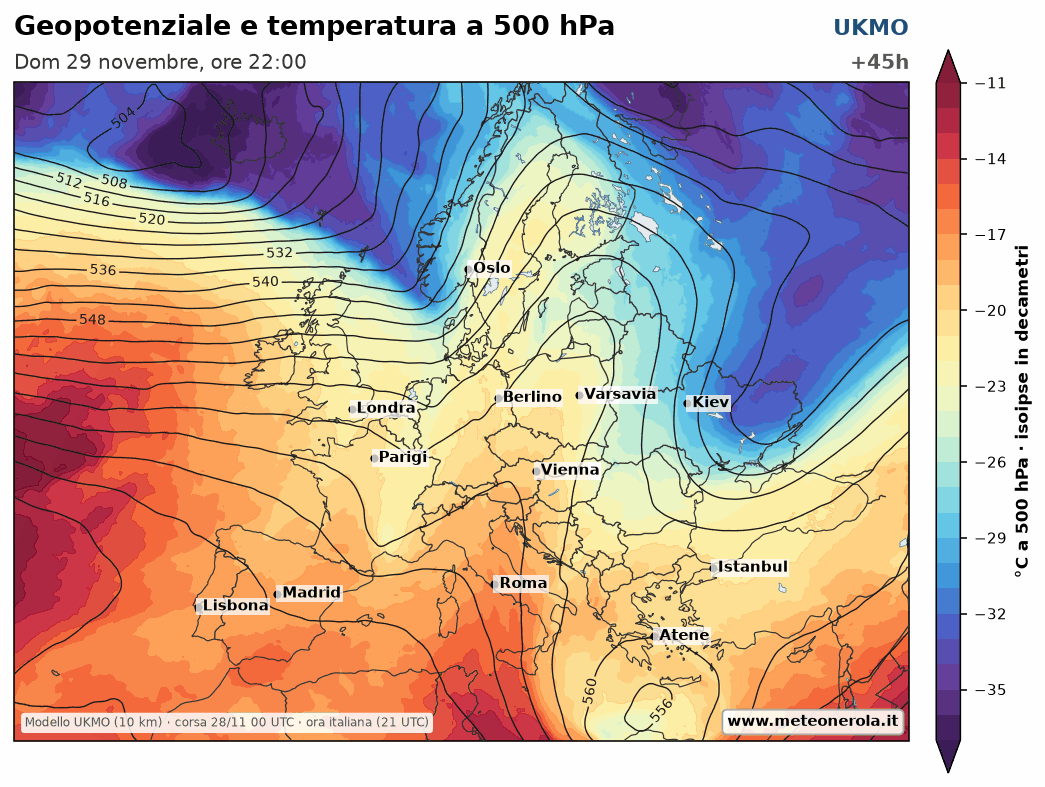 Geopotenziale e temperatura a 500 hPa
UKMO
Dom 29 novembre, ore 22:00
+45h
504
508
512
516
520
532
536
540
548
560
556
Oslo
Londra
Berlino
Varsavia
Kiev
Parigi
Vienna
Istanbul
Madrid
Lisbona
Roma
Atene
Modello UKMO (10 km) · corsa 28/11 00 UTC · ora italiana (21 UTC)
www.meteonerola.it
−11
−14
−17
−20
−23
−26
−29
−32
−35
°C a 500 hPa · isoipse in decametri